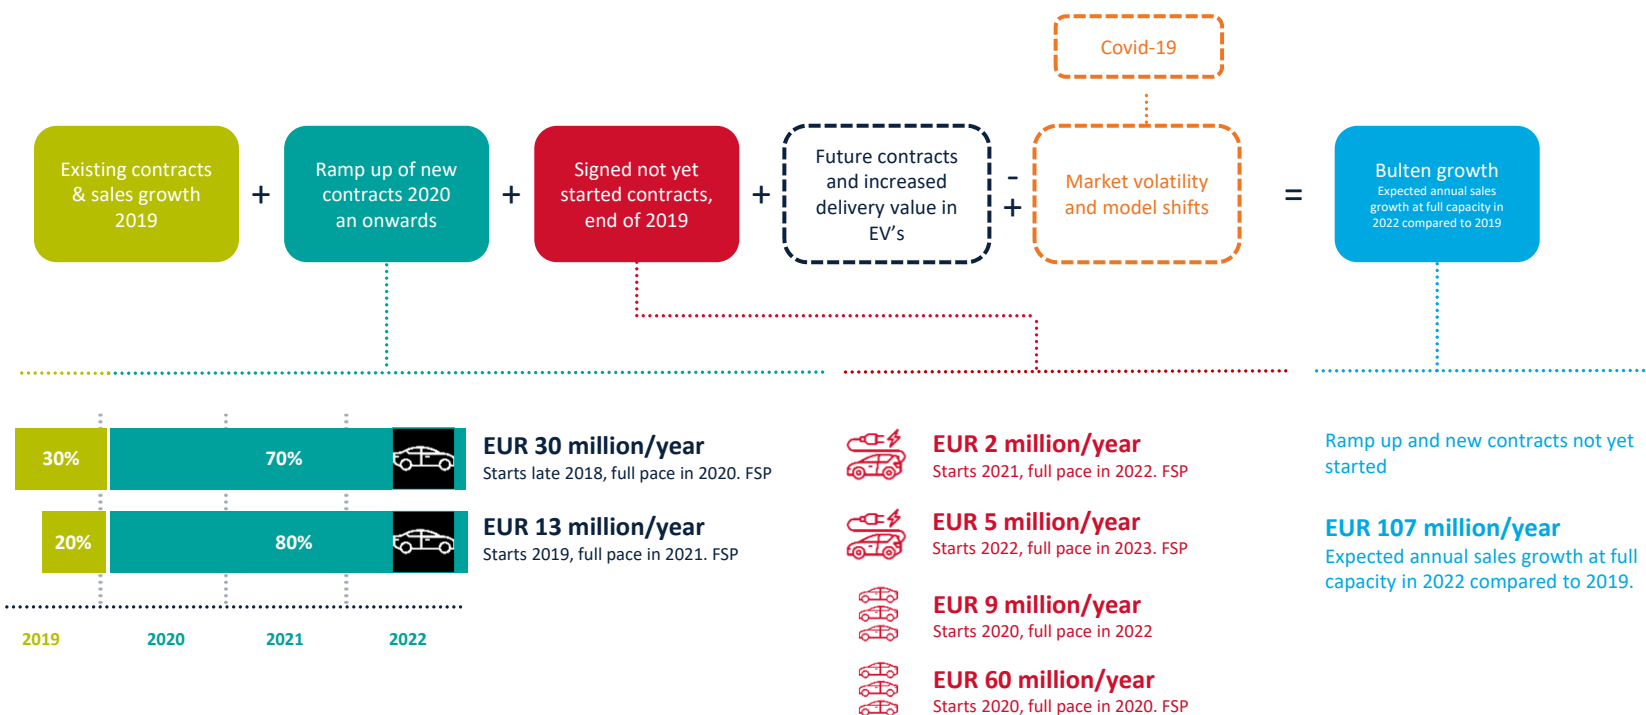 Covid-19
Existing contracts
& sales growth
2019
+
Ramp up of new
contracts 2020
an onwards
+
Signed not yet
started contracts,
end of 2019
+
Future contracts
and increased
delivery value in
EV's
-
+
Market volatility
and model shifts
=
Bulten growth
Expected annual sales
growth at full capacity in
2022 compared to 2019
30%
70%
EUR 30 million/year
Starts late 2018, full pace in 2020. FSP
20%
80%
EUR 13 million/year
Starts 2019, full pace in 2021. FSP
2019
2020
2021
2022
EUR 2 million/year
Starts 2021, full pace in 2022. FSP
EUR 5 million/year
Starts 2022, full pace in 2023. FSP
EUR 9 million/year
Starts 2020, full pace in 2022
EUR 60 million/year
Starts 2020, full pace in 2020. FSP
Ramp up and new contracts not yet
started
EUR 107 million/year
Expected annual sales growth at full
capacity in 2022 compared to 2019.